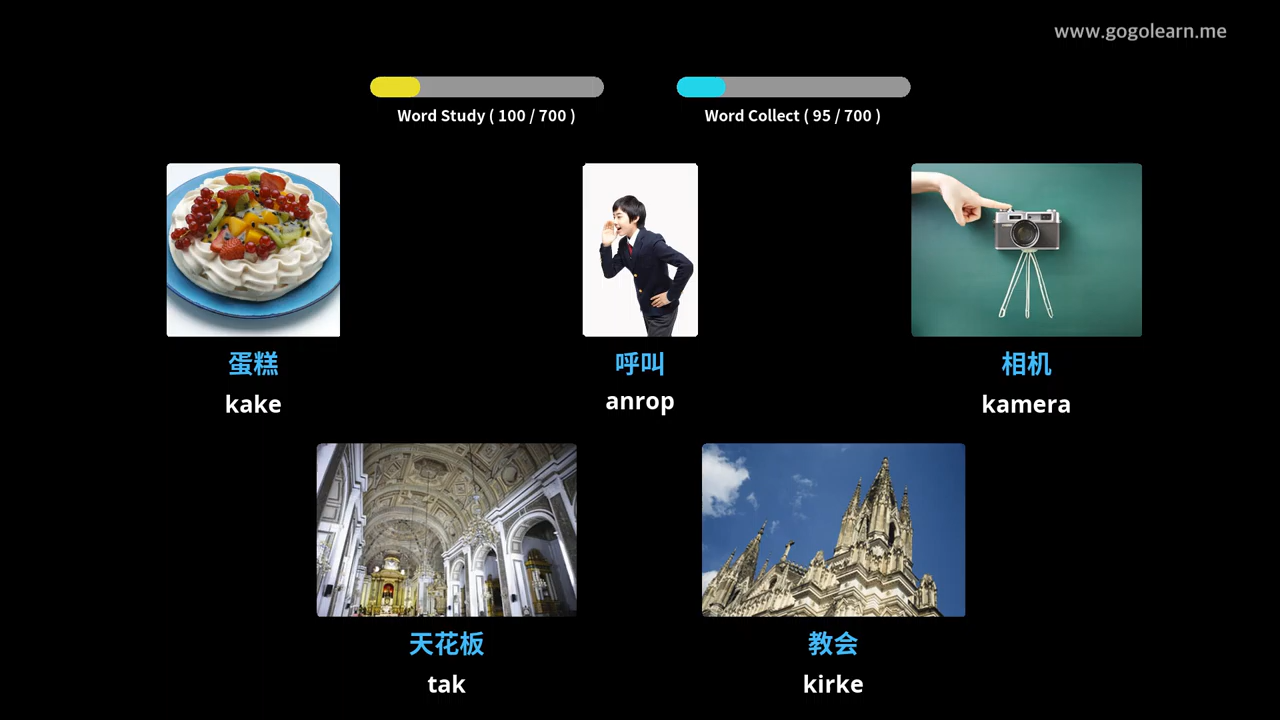 www.gogolearn.me
Word Study ( 100 / 700 )
Word Collect ( 95 / 700 )
蛋糕
呼叫
相机
kake
anrop
kamera
天花板
教会
tak
kirke